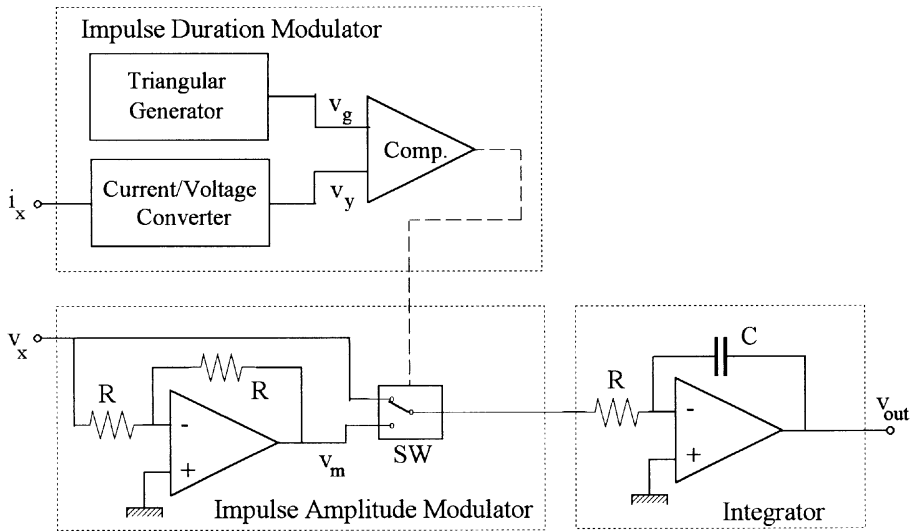 Impulse Duration Modulator
Triangular
Generator
v_g
Comp.
i_x
Current/Voltage
Converter
v_y
v_x
R
R
-
+
v_m
SW
Impulse Amplitude Modulator
R
C
-
+
v_out
Integrator